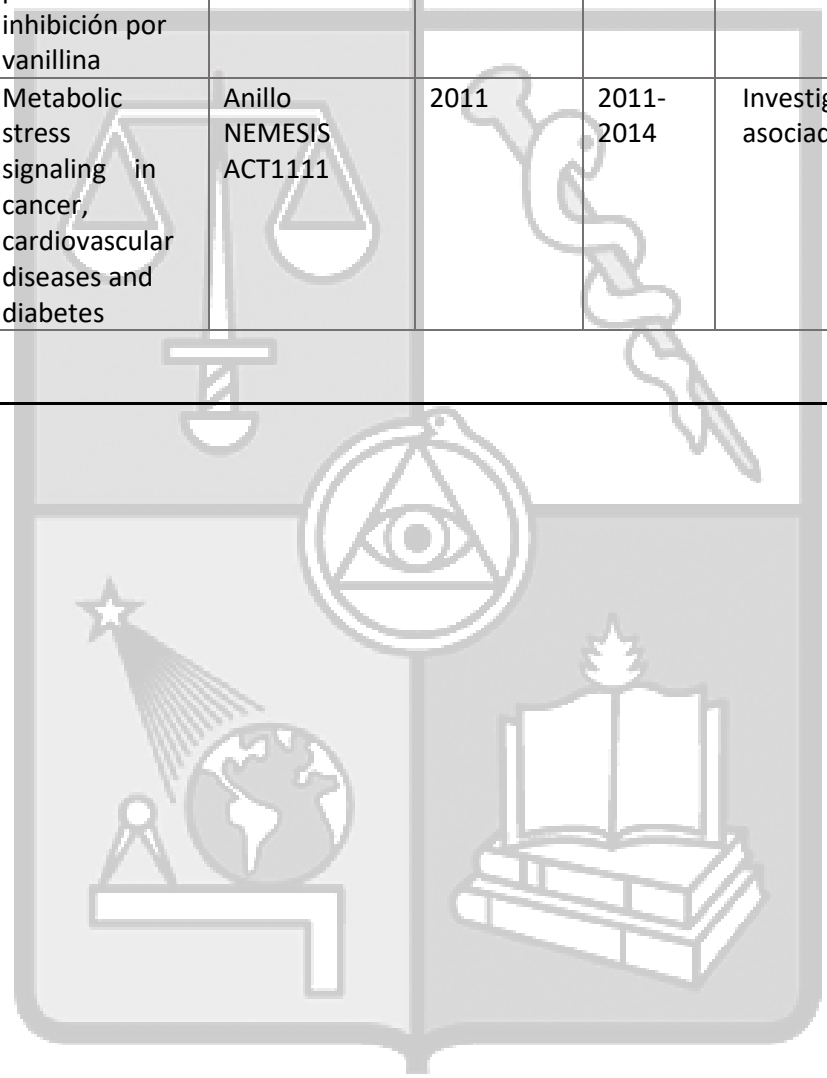 inhibición por
vanillina
Metabolic
stress
signaling in
cancer,
cardiovascular
diseases and
diabetes
Anillo
NEMESIS
ACT1111
2011
2011-
2014